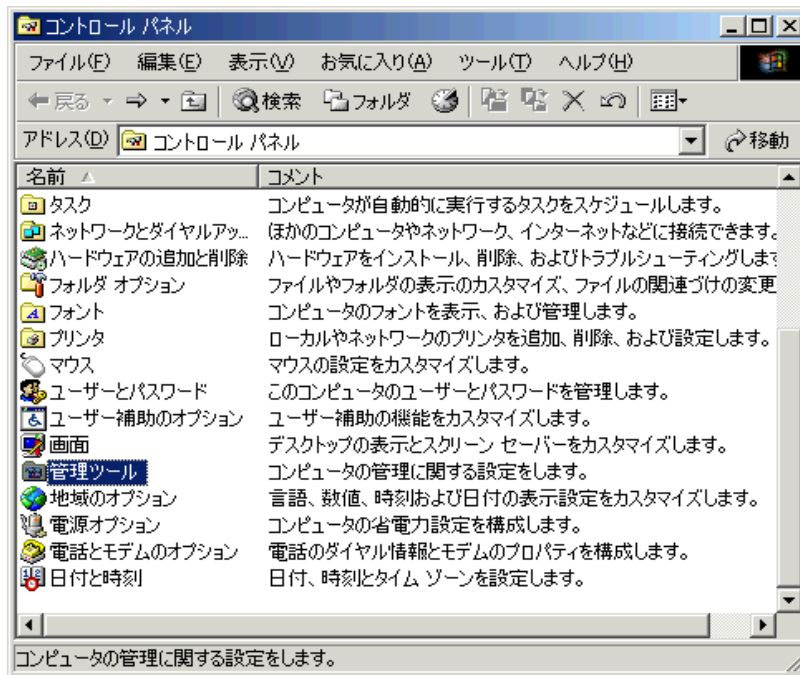 コントロール パネル
ファイル(F) 編集(E) 表示(V) お気に入り(A) ツール(T) ヘルプ(H)
戻る 検索 フォルダ
アドレス(D) コントロール パネル 移動
名前 コメント
タスク コンピュータが自動的に実行するタスクをスケジュールします。
ネットワークとダイヤルアッ... ほかのコンピュータやネットワーク、インターネットなどに接続できます。
ハードウェアの追加と削除 ハードウェアをインストール、削除、およびトラブルシューティングします
フォルダ オプション ファイルやフォルダの表示のカスタマイズ、ファイルの関連づけの変更
フォント コンピュータのフォントを表示、および管理します。
プリンタ ローカルやネットワークのプリンタを追加、削除、および設定します。
マウス マウスの設定をカスタマイズします。
ユーザーとパスワード このコンピュータのユーザーとパスワードを管理します。
ユーザー補助のオプション ユーザー補助の機能をカスタマイズします。
画面 デスクトップの表示とスクリーン セーバーをカスタマイズします。
管理ツール コンピュータの管理に関する設定をします。
地域のオプション 言語、数値、時刻および日付の表示設定をカスタマイズします。
電源オプション コンピュータの省電力設定を構成します。
電話とモデムのオプション 電話のダイヤル情報とモデムのプロパティを構成します。
日付と時刻 日付、時刻とタイム ゾーンを設定します。
コンピュータの管理に関する設定をします。